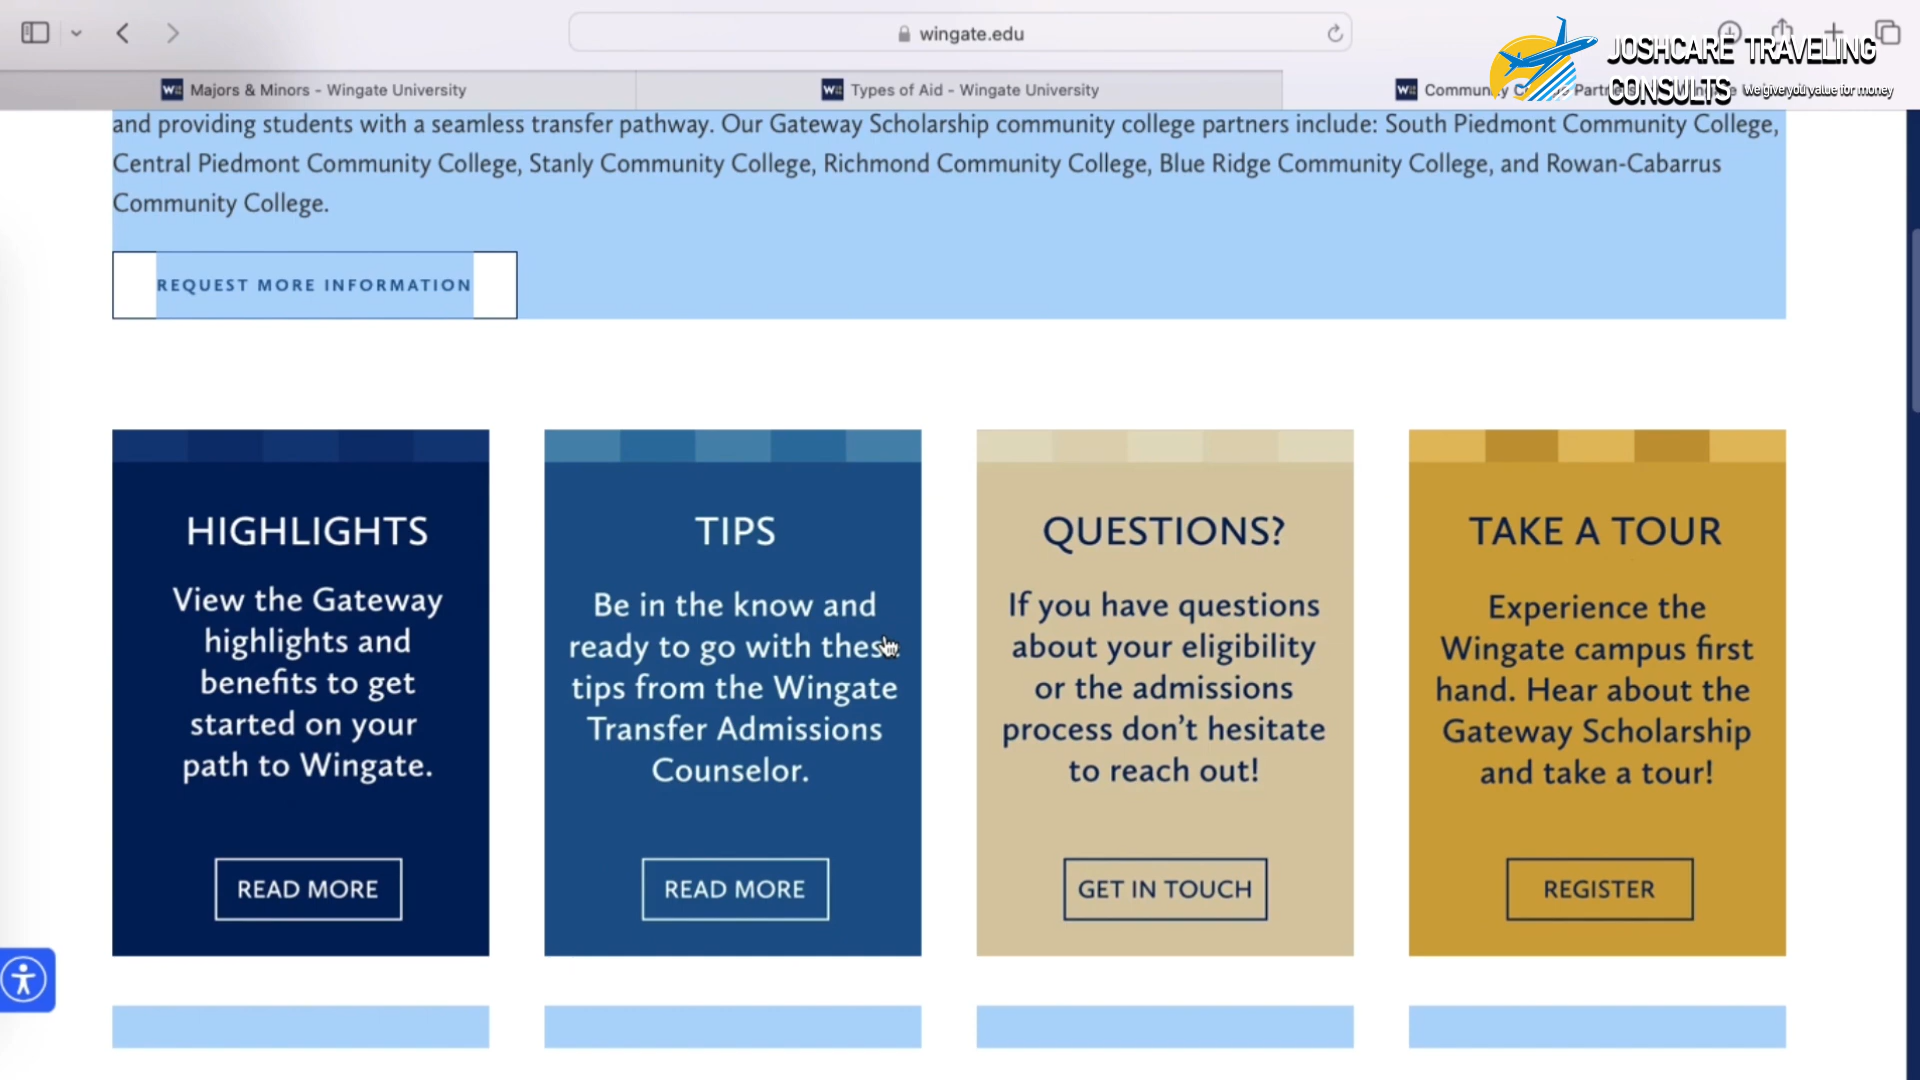 wingate.edu
JOSHCARE TRAVELING
CONSULTS We give you value for money
Majors & Minors - Wingate University
Types of Aid - Wingate University
and providing students with a seamless transfer pathway. Our Gateway Scholarship community college partners include: South Piedmont Community College,
Central Piedmont Community College, Stanly Community College, Richmond Community College, Blue Ridge Community College, and Rowan-Cabarrus
Community College.
REQUEST MORE INFORMATION
HIGHLIGHTS
View the Gateway
highlights and
benefits to get
started on your
path to Wingate.
READ MORE
TIPS
Be in the know and
ready to go with these
tips from the Wingate
Transfer Admissions
Counselor.
READ MORE
QUESTIONS?
If you have questions
about your eligibility
or the admissions
process don't hesitate
to reach out!
GET IN TOUCH
TAKE A TOUR
Experience the
Wingate campus first
hand. Hear about the
Gateway Scholarship
and take a tour!
REGISTER